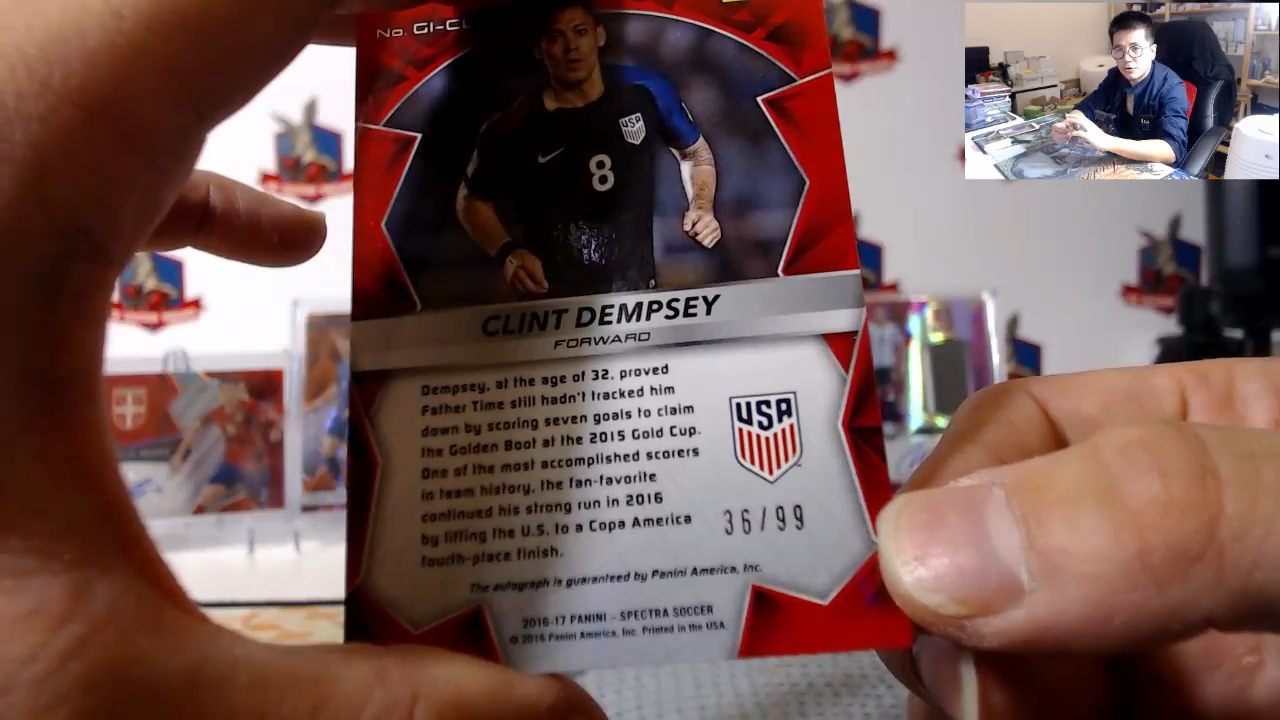 No. GI-CL
USA
8
CLINT DEMPSEY
FORWARD
Dempsey, at the age of 32, proved
Father Time still hadn't tracked him
down by scoring seven goals to claim
the Golden Boot at the 2015 Gold Cup.
One of the most accomplished scorers
in team history, the fan-favorite
continued his strong run in 2016
by lifting the U.S. to a Copa America
fourth-place finish.
USA
36/99
The autograph is guaranteed by Panini America, Inc.
2016-17 PANINI - SPECTRA SOCCER
© 2016 Panini America, Inc. Printed in the USA.